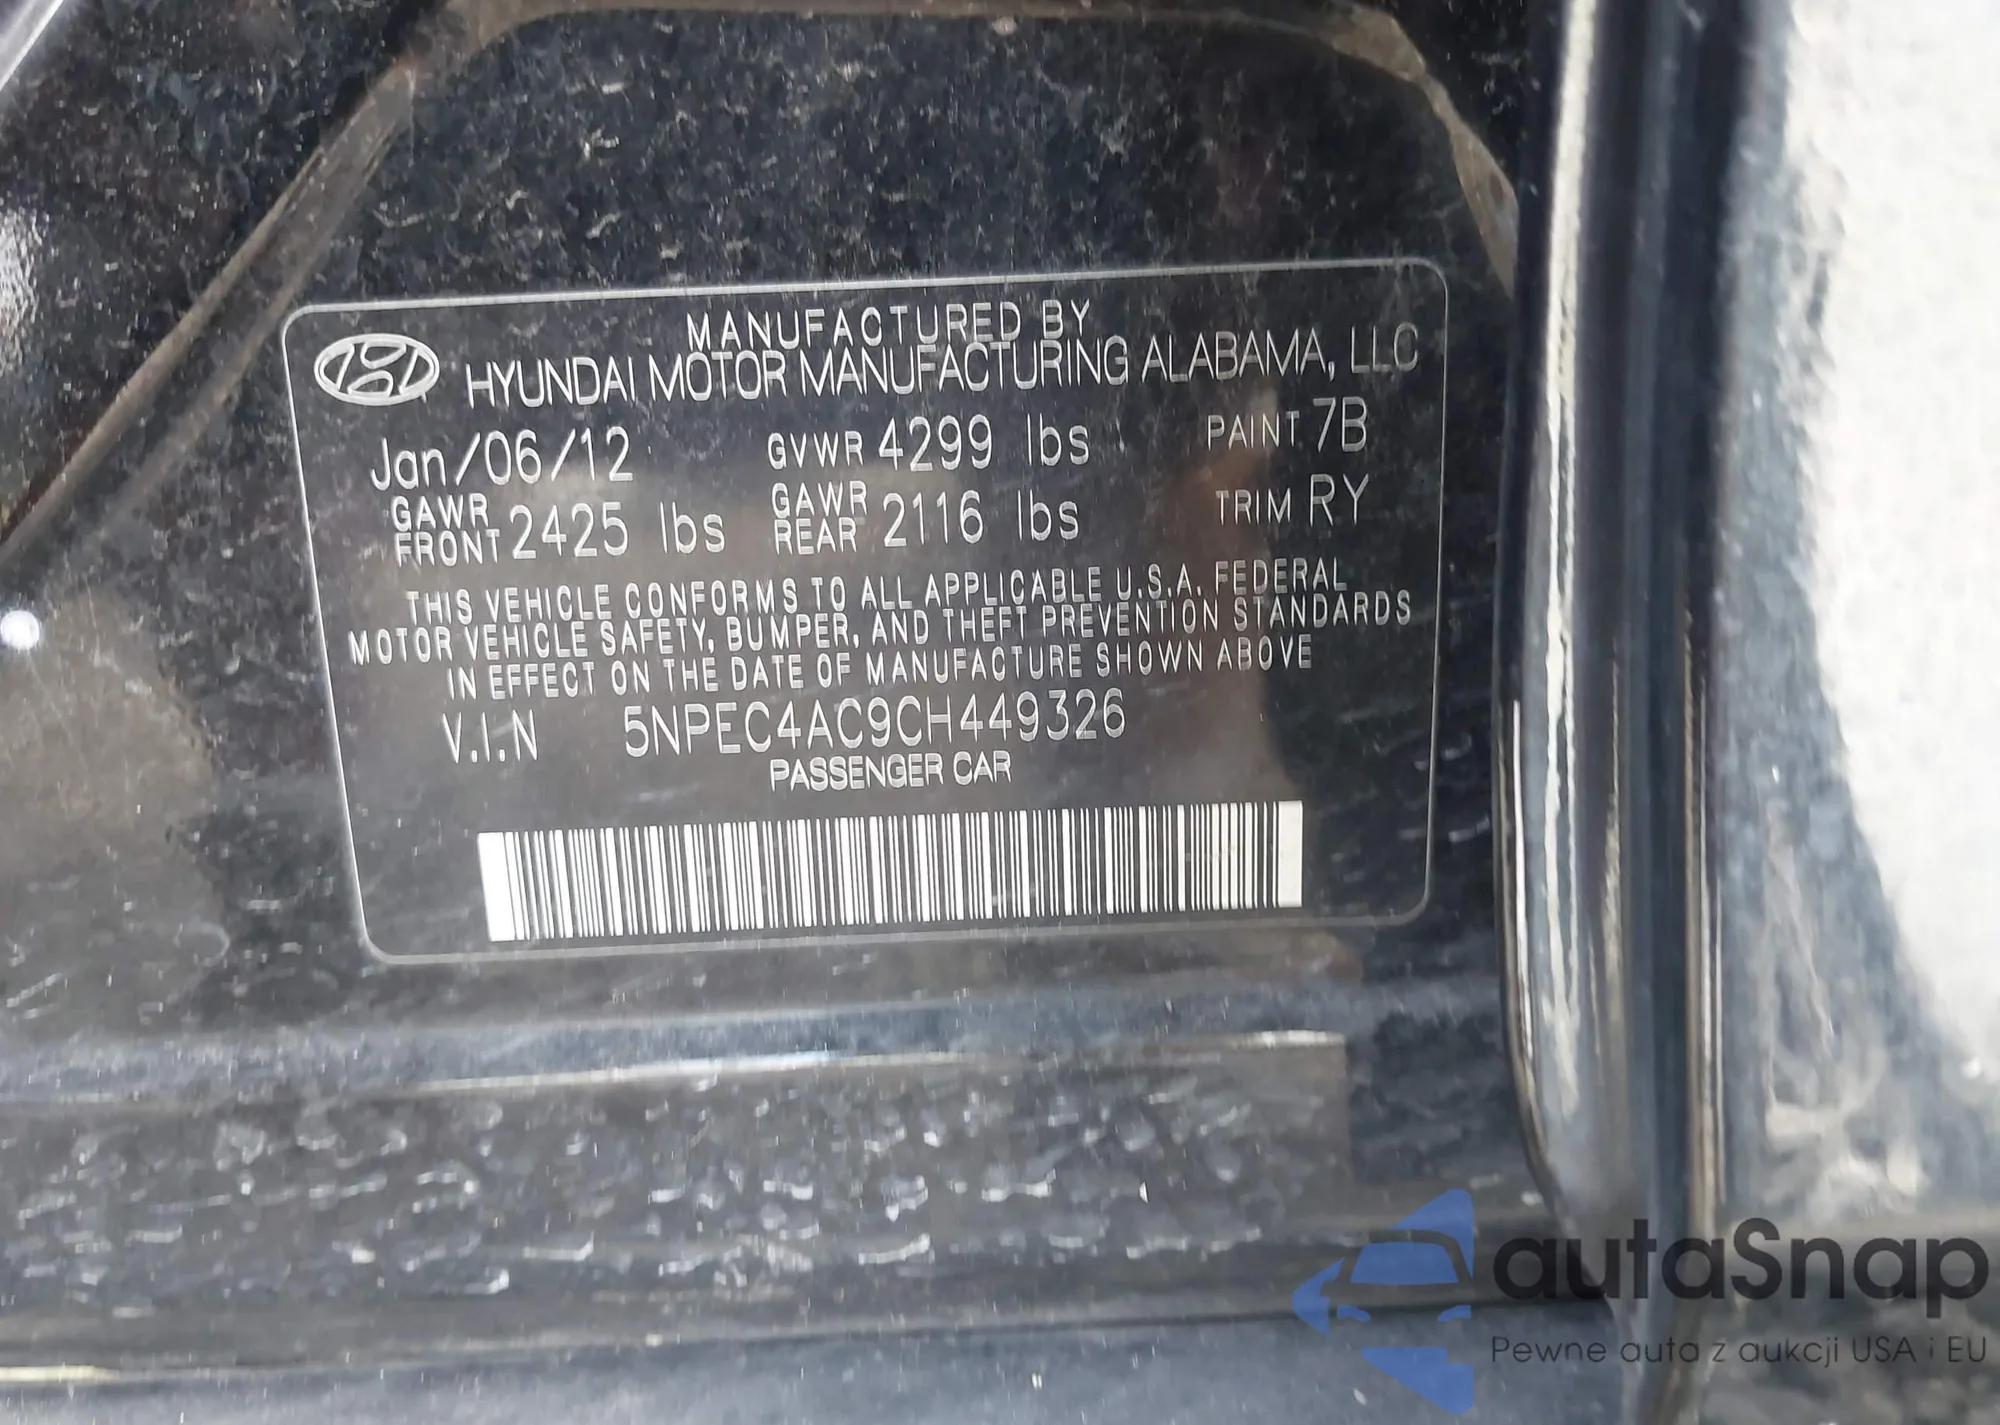 MANUFACTURED BY
HYUNDAI MOTOR MANUFACTURING ALABAMA, LLC
Jan/06/12 GVWR 4299 lbs PAINT 7B
GAWR FRONT 2425 lbs GAWR REAR 2116 lbs TRIM RY
THIS VEHICLE CONFORMS TO ALL APPLICABLE U.S.A. FEDERAL
MOTOR VEHICLE SAFETY, BUMPER, AND THEFT PREVENTION STANDARDS
IN EFFECT ON THE DATE OF MANUFACTURE SHOWN ABOVE
V.I.N 5NPEC4AC9CH449326
PASSENGER CAR
autaSnap
Pewne auta z aukcji USA i EU